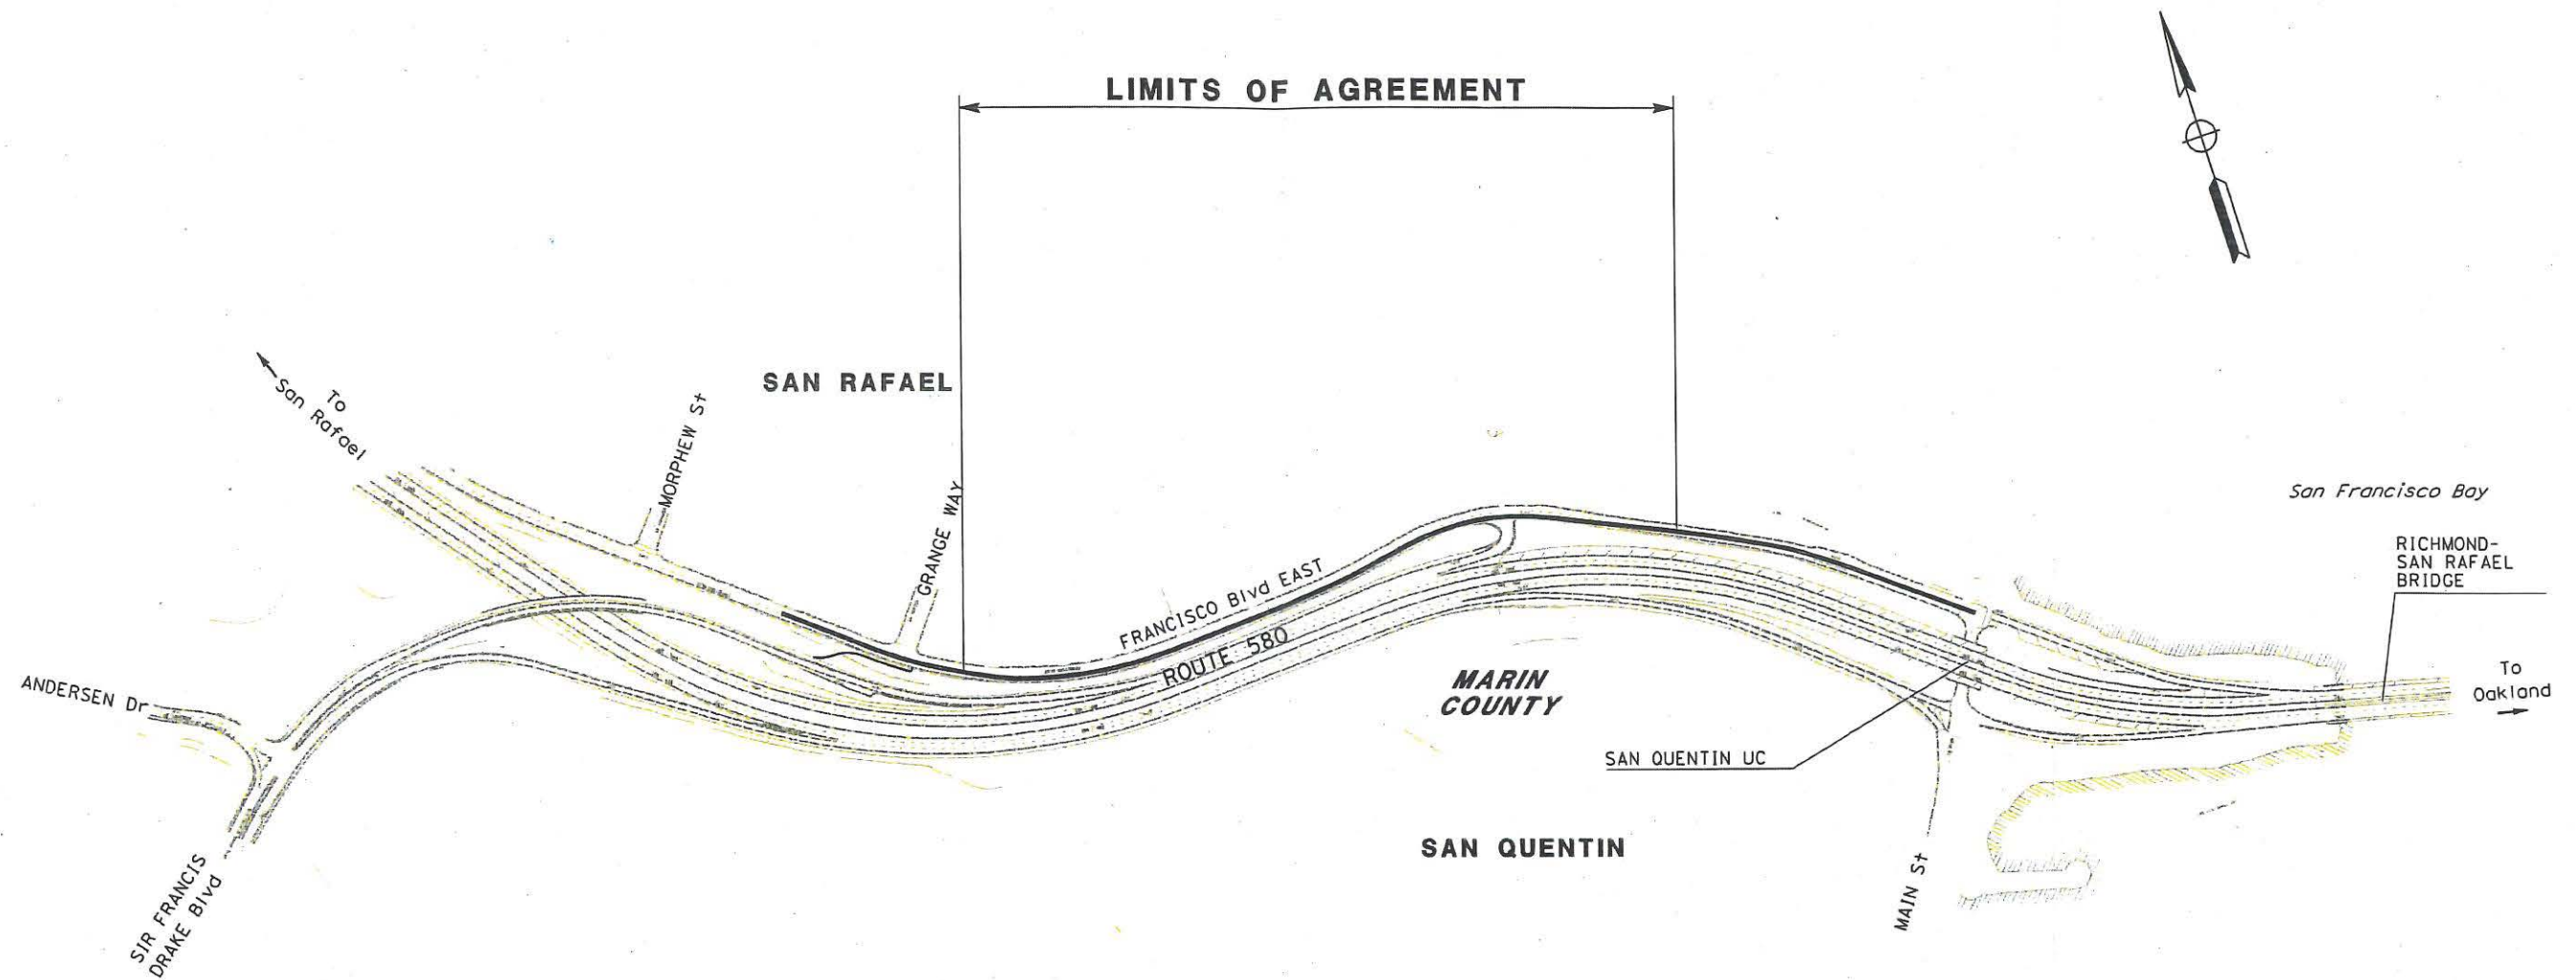 LIMITS OF AGREEMENT
SAN RAFAEL
To
San Rafael
MORPHEW St
GRANGE WAY
FRANCISCO Blvd EAST
ROUTE 580
San Francisco Bay
RICHMOND-
SAN RAFAEL
BRIDGE
To
Oakland
MARIN
COUNTY
ANDERSEN Dr
SAN QUENTIN UC
SAN QUENTIN
MAIN St
SIR FRANCIS
DRAKE Blvd